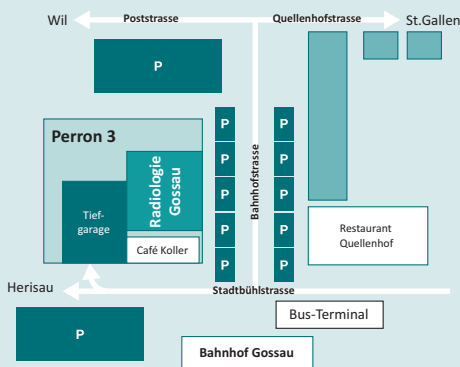 Wil
Poststrasse
Quellenhofstrasse
St.Gallen
P
Perron 3
Radiologie
Gossau
Tief-
garage
Café Koller
P
P
P
P
P
Bahnhofstrasse
P
P
P
P
P
Restaurant
Quellenhof
Herisau
Stadtbühlstrasse
Bus-Terminal
P
Bahnhof Gossau